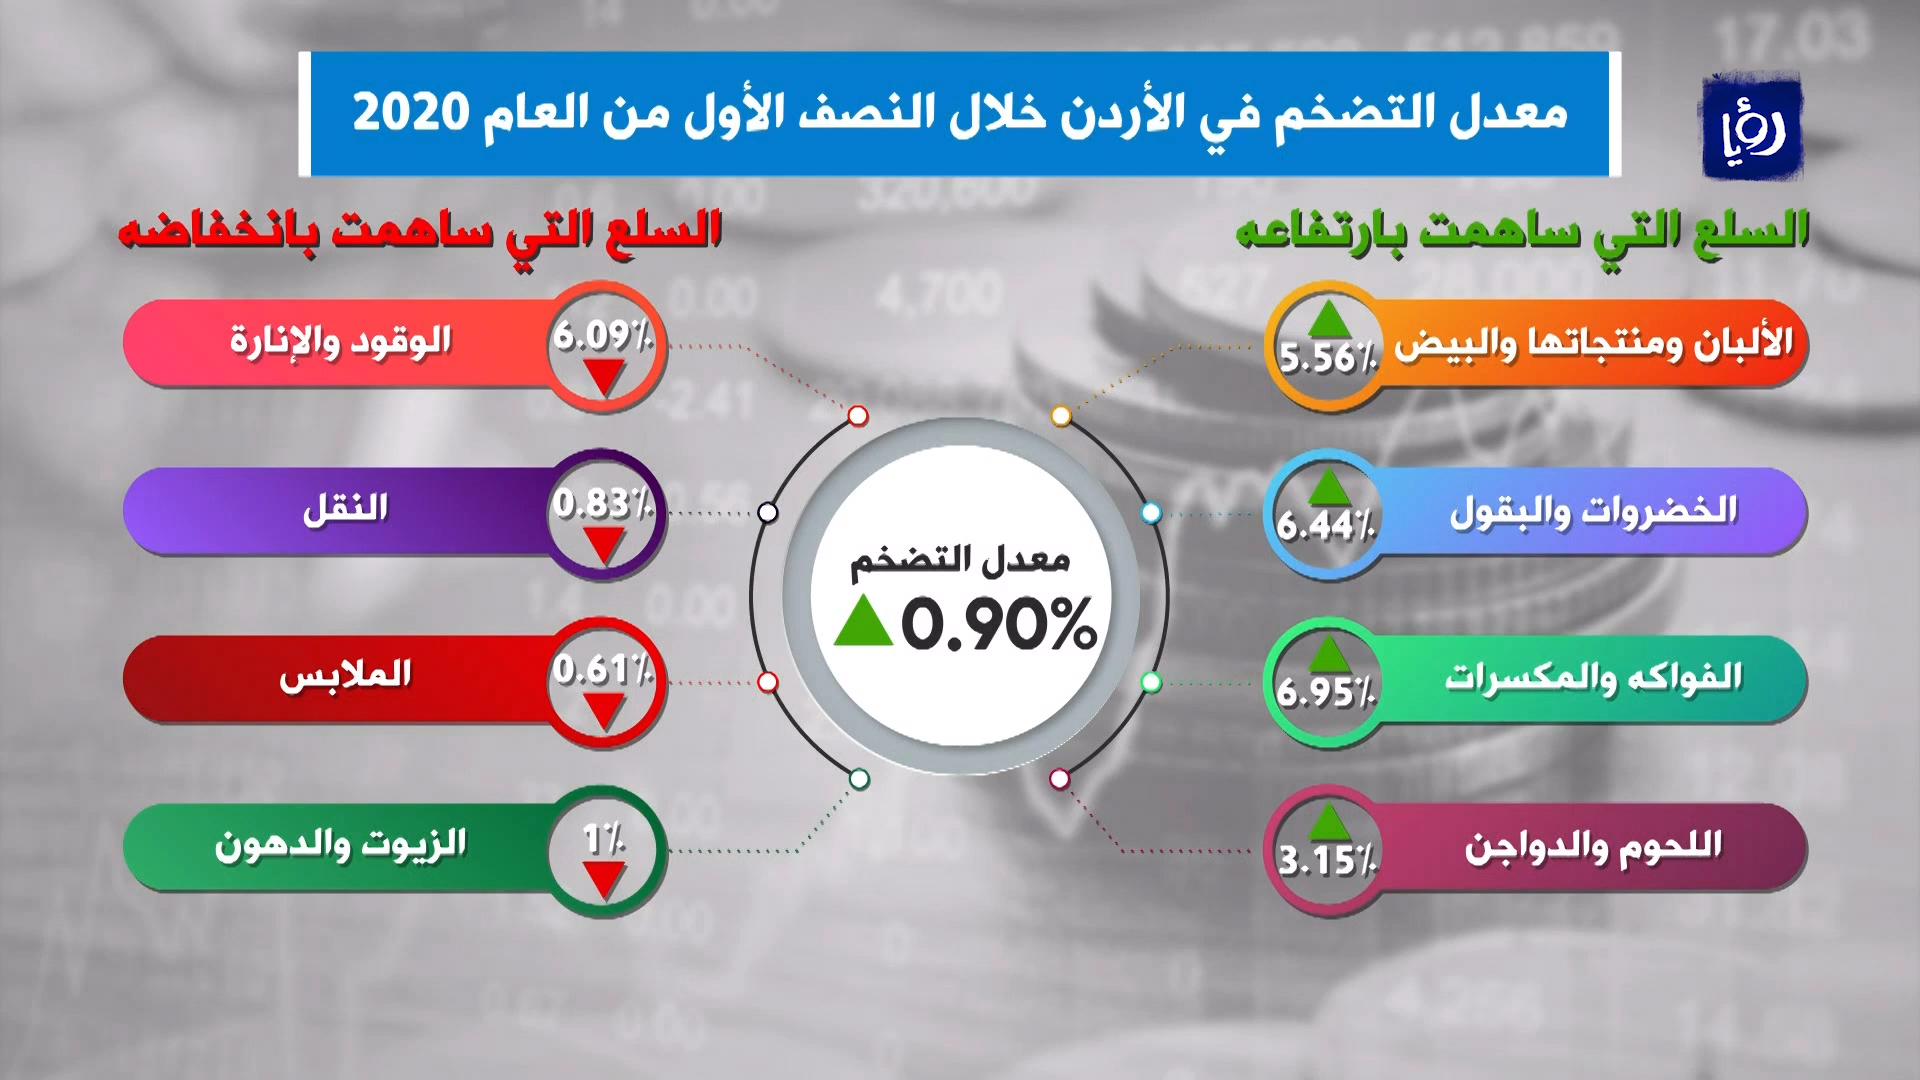 معدل التضخم في الأردن خلال النصف الأول من العام 2020
رؤيا
السلع التي ساهمت بارتفاعه
الألبان ومنتجاتها والبيض
5.56٪
الخضروات والبقول
6.44٪
الفواكه والمكسرات
6.95٪
اللحوم والدواجن
3.15٪
معدل التضخم
0.90%
السلع التي ساهمت بانخفاضه
6.09٪
الوقود والإنارة
0.83٪
النقل
0.61٪
الملابس
1٪
الزيوت والدهون